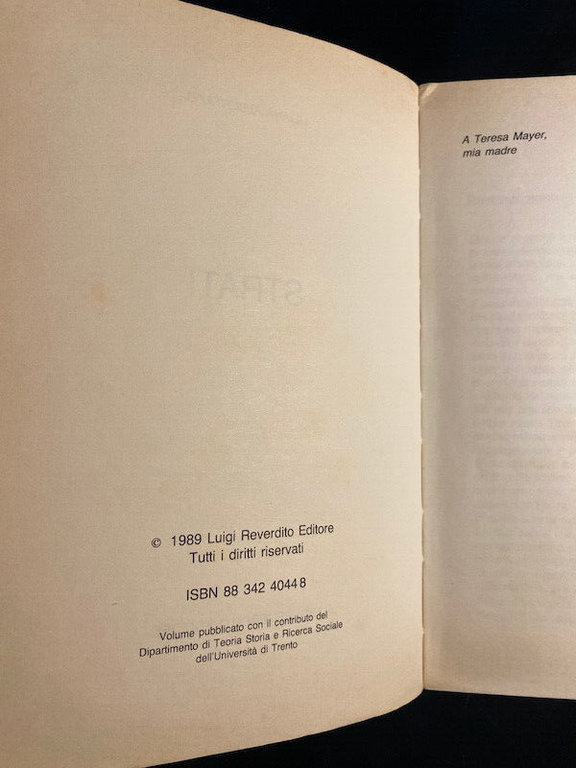 © 1989 Luigi Reverdito Editore
Tutti i diritti riservati
ISBN 88 342 4044 8
Volume pubblicato con il contributo del
Dipartimento di Teoria Storia e Ricerca Sociale
dell'Università di Trento
A Teresa Mayer,
mia madre